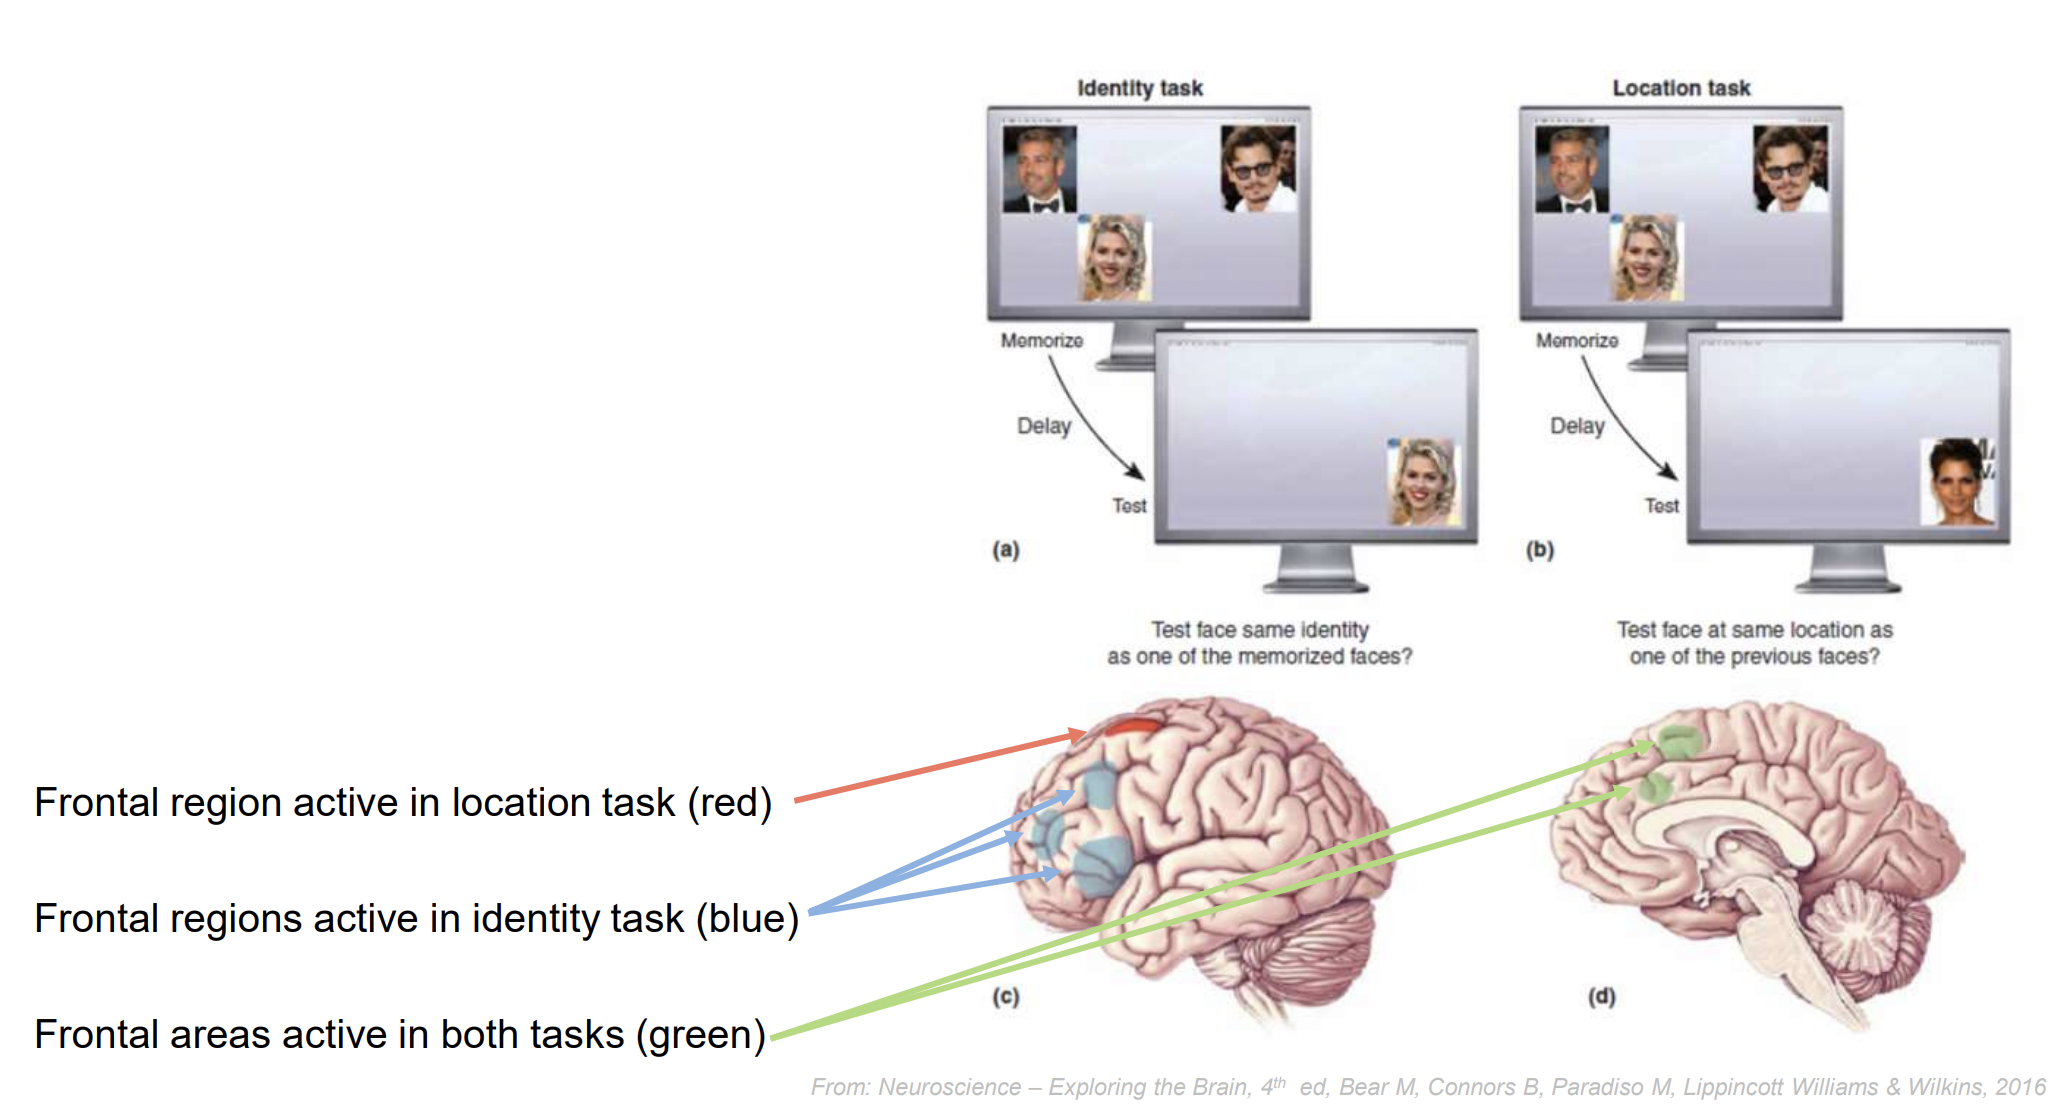 Identity task
Location task
Memorize
Delay
Test
(a)
Memorize
Delay
Test
(b)
Test face same identity
as one of the memorized faces?
Test face at same location as
one of the previous faces?
Frontal region active in location task (red)
Frontal regions active in identity task (blue)
Frontal areas active in both tasks (green)
(c)
(d)
From: Neuroscience – Exploring the Brain, 4th ed, Bear M, Connors B, Paradiso M, Lippincott Williams & Wilkins, 2016